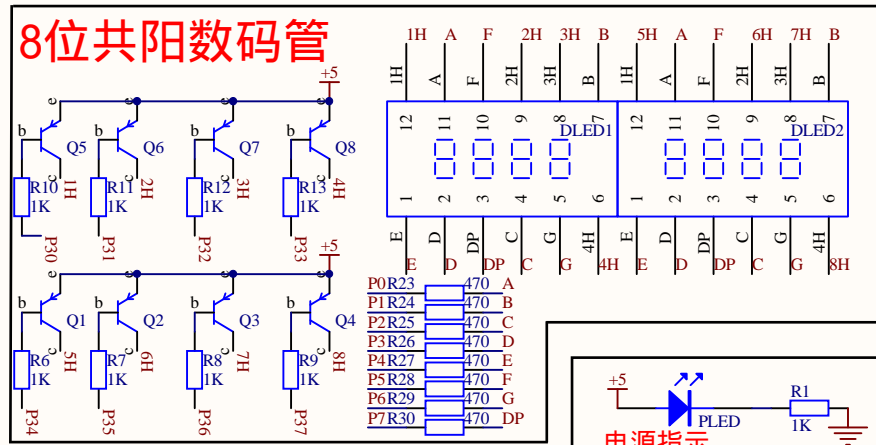 8位共阳数码管
1H A F 2H 3H B 5H A F 6H 7H B
1H A F 2H 3H B 1H A F 2H 3H B
+5
e e e e
12 11 10 9 8 7 12 11 10 9 8 7
b Q5 b Q6 b Q7 b Q8
DLED1 DLED2
c c c c
R10 1H R11 2H R12 3H R13 4H
1K 1K 1K 1K
1 2 3 4 5 6 1 2 3 4 5 6
P30 P31 P32 P33
E D DP C G 4H E D DP C G 4H
E D DP C G 4H E D DP C G 8H
+5
P0 R23 470 A
P1 R24 470 B
P2 R25 470 C
P3 R26 470 D
P4 R27 470 E
P5 R28 470 F
P6 R29 470 G
P7 R30 470 DP
b Q1 b Q2 b Q3 b Q4
c c c c
R6 5H R7 6H R8 7H R9 8H
1K 1K 1K 1K
P34 P35 P36 P37
+5 PLED R1
1K
电源指示